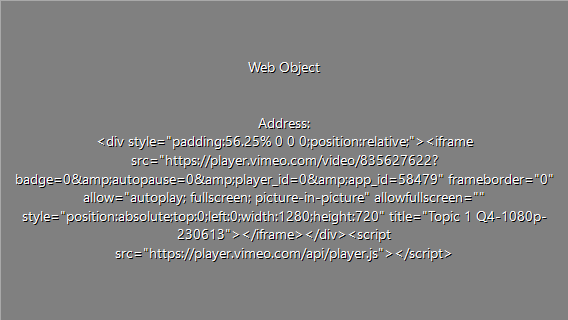 Web Object
Address:
<div style="padding:56.25% 0 0 0;position:relative;"><iframe
src="https://player.vimeo.com/video/835627622?
badge=0&amp;autopause=0&amp;player_id=0&amp;app_id=58479" frameborder="0"
allow="autoplay; fullscreen; picture-in-picture" allowfullscreen=""
style="position:absolute;top:0;left:0;width:1280;height:720" title="Topic 1 Q4-1080p-
230613"></iframe></div><script
src="https://player.vimeo.com/api/player.js"></script>